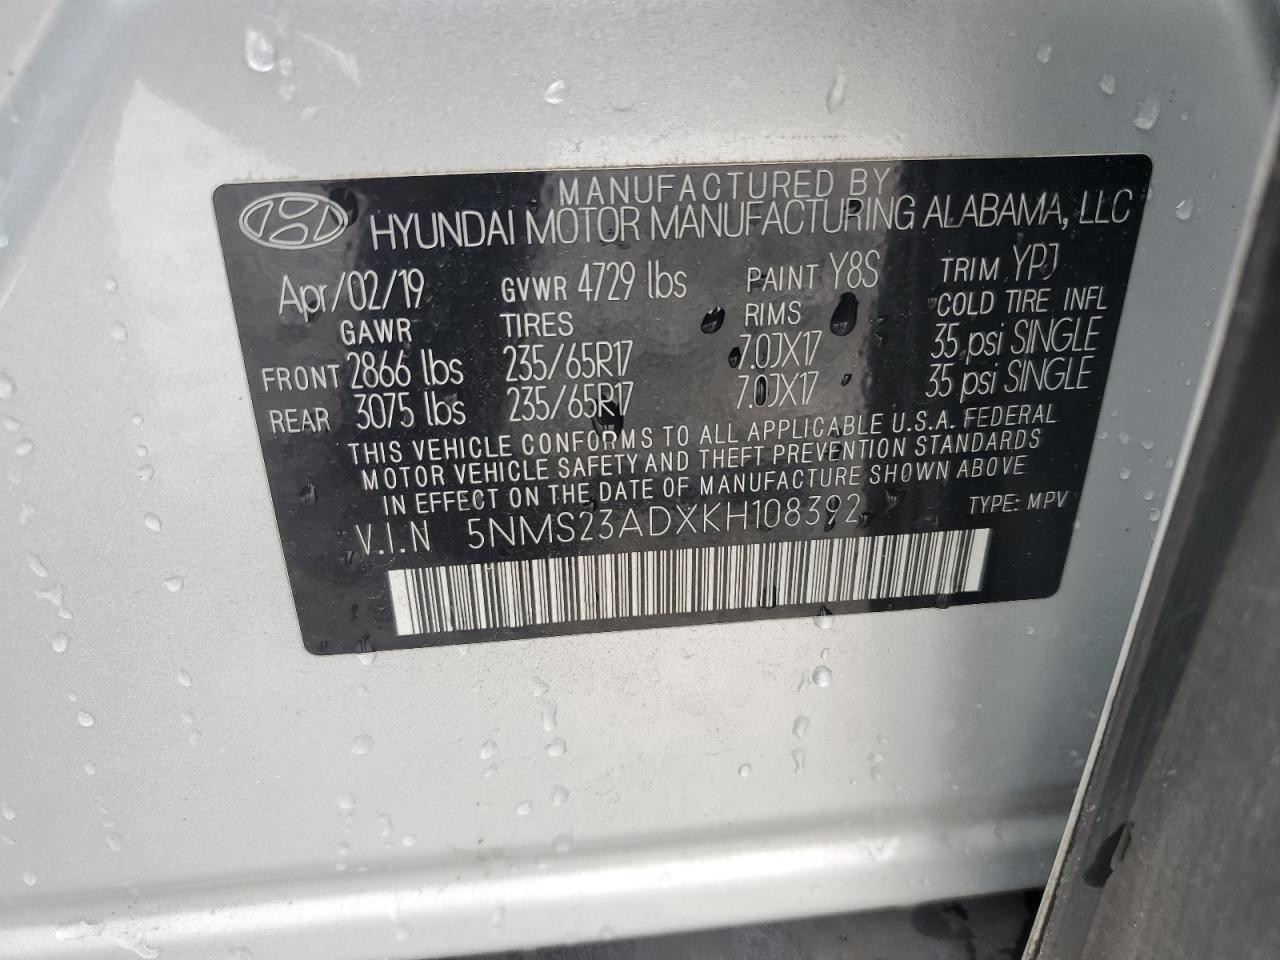 MANUFACTURED BY
HYUNDAI MOTOR MANUFACTURING ALABAMA, LLC
Apr/02/19 GVWR 4729 lbs PAINT Y8S TRIM YPJ
GAWR TIRES RIMS COLD TIRE INFL
FRONT 2866 lbs 235/65R17 7.0JX17 35 psi SINGLE
REAR 3075 lbs 235/65R17 7.0JX17 35 psi SINGLE
THIS VEHICLE CONFORMS TO ALL APPLICABLE U.S.A. FEDERAL
MOTOR VEHICLE SAFETY AND THEFT PREVENTION STANDARDS
IN EFFECT ON THE DATE OF MANUFACTURE SHOWN ABOVE
V.I.N 5NMS23ADXKH108392 TYPE: MPV